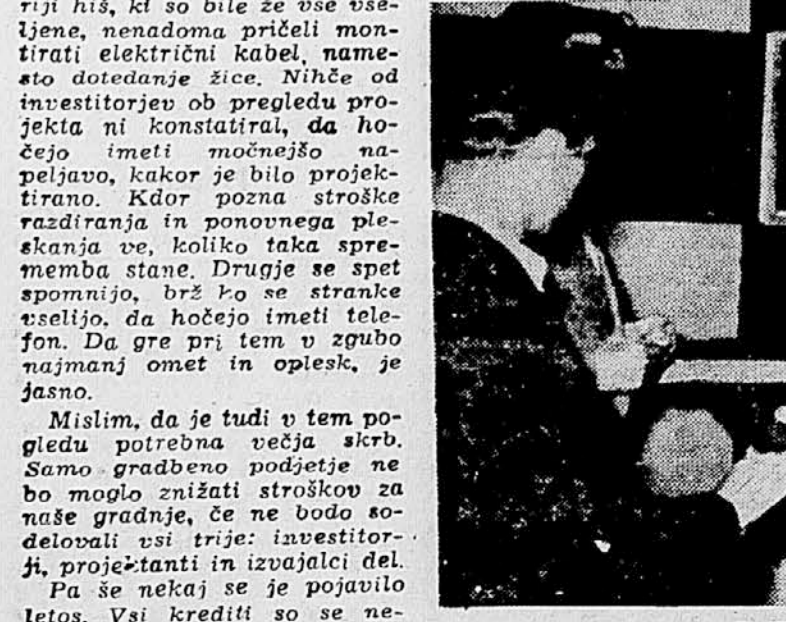 riji hiš, ki so bile že vse vse-
ljene, nenadoma pričeli mon-
tirati električni kabel, name-
sto dotedanje žice. Nihče od
investitorjev ob pregledu pro-
jekta ni konstatiral, da ho-
čejo imeti močnejšo na-
peljavo, kakor je bilo projek-
tirano. Kdor pozna stroške
razdiranja in ponovnega ple-
skanja ve, koliko taka spre-
memba stane. Drugje se spet
spomnijo, brž ko se stranke
vselijo, da hočejo imeti tele-
fon. Da gre pri tem v zgubo
najmanj omet in oplesk, je
jasno.
Mislim, da je tudi v tem po-
gledu potrebna večja skrb.
Samo gradbeno podjetje ne
bo moglo znižati stroškov za
naše gradnje, če ne bodo so-
delovali vsi trije: investitor-
ji, projektanti in izvajalci del.
Pa še nekaj se je pojavilo
letos. Vsi krediti so se ne-